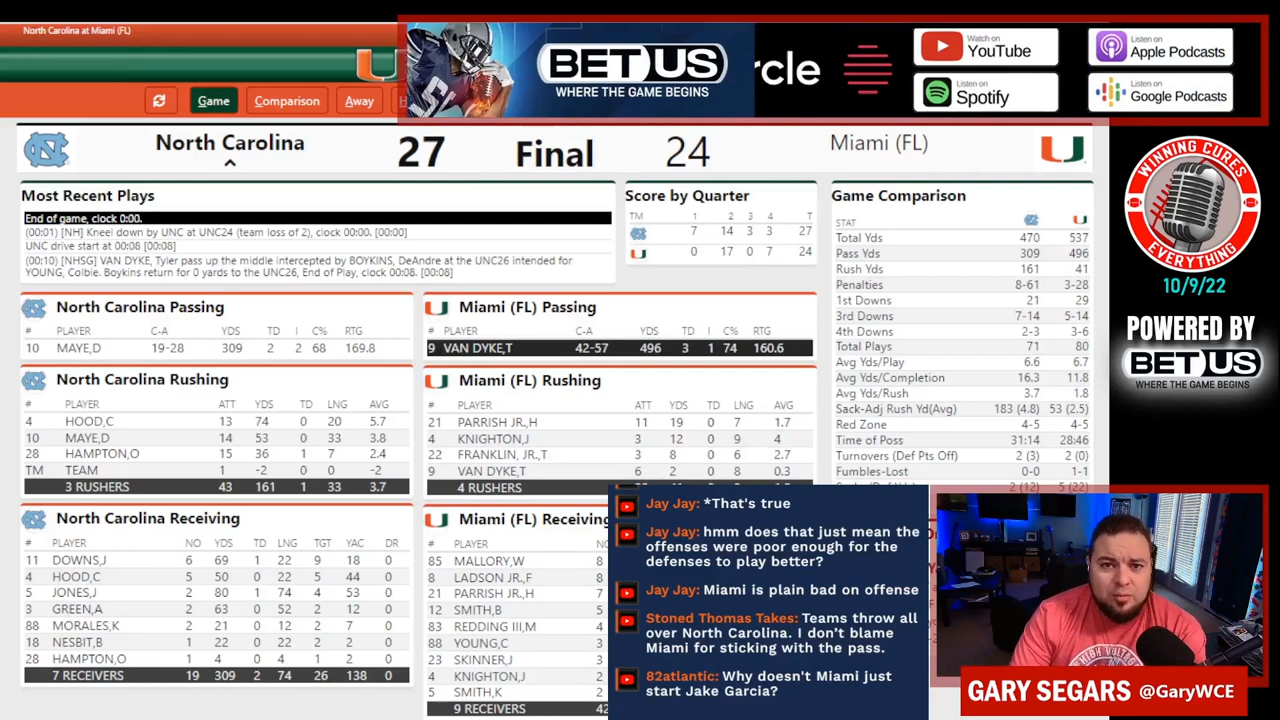 North Carolina at Miami (FL)
Game
Comparison
Away
BETUS
WHERE THE GAME BEGINS
rcle
Watch on
YouTube
Listen on
Apple Podcasts
Listen on
Spotify
Listen on
Google Podcasts
North Carolina 27 Final 24 Miami (FL)
Most Recent Plays
End of game, clock 0:00.
(00:01) [NH] Kneel down by UNC at UNC24 (team loss of 2), clock 00:00. [00:00]
UNC drive start at 00:08 [00:08]
(00:10) [NHSG] VAN DYKE, Tyler pass up the middle intercepted by BOYKINS, DeAndre at the UNC26 intended for
YOUNG, Colbie. Boykins return for 0 yards to the UNC26, End of Play, clock 00:08. [00:08]
Score by Quarter
TM 1 2 3 4 T
7 14 3 3 27
0 17 0 7 24
Game Comparison
STAT
Total Yds 470 537
Pass Yds 309 496
Rush Yds 161 41
Penalties 8-61 3-28
1st Downs 21 29
3rd Downs 7-14 5-14
4th Downs 2-3 3-6
Total Plays 71 80
Avg Yds/Play 6.6 6.7
Avg Yds/Completion 16.3 11.8
Avg Yds/Rush 3.7 1.8
Sack-Adj Rush Yd(Avg) 183 (4.8) 53 (2.5)
Red Zone 4-5 4-5
Time of Poss 31:14 28:46
Turnovers (Def Pts Off) 2 (3) 2 (0)
Fumbles-Lost 0-0 1-1
North Carolina Passing
# PLAYER C-A YDS TD I C% RTG
10 MAYE,D 19-28 309 2 2 68 169.8
Miami (FL) Passing
# PLAYER C-A YDS TD I C% RTG
9 VAN DYKE,T 42-57 496 3 1 74 160.6
North Carolina Rushing
# PLAYER ATT YDS TD LNG AVG
4 HOOD,C 13 74 0 20 5.7
10 MAYE,D 14 53 0 33 3.8
28 HAMPTON,O 15 36 1 7 2.4
TM TEAM 1 -2 0 0 -2
3 RUSHERS 43 161 1 33 3.7
Miami (FL) Rushing
# PLAYER ATT YDS TD LNG AVG
21 PARRISH JR.,H 11 19 0 7 1.7
4 KNIGHTON,J 3 12 0 9 4
22 FRANKLIN, JR.,T 3 8 0 6 2.7
9 VAN DYKE,T 6 2 0 8 0.3
4 RUSHERS
North Carolina Receiving
# PLAYER NO YDS TD LNG TGT YAC DR
11 DOWNS,J 6 69 1 22 9 18 0
4 HOOD,C 5 50 0 22 5 44 0
5 JONES,J 2 80 1 74 4 53 0
3 GREEN,A 2 63 0 52 2 12 0
88 MORALES,K 2 21 0 12 2 7 0
18 NESBIT,B 1 22 0 22 2 2 0
28 HAMPTON,O 1 4 0 4 1 2 0
7 RECEIVERS 19 309 2 74 26 138 0
Miami (FL) Receiving
# PLAYER
85 MALLORY,W 8
8 LADSON JR.,F 8
21 PARRISH JR.,H 7
12 SMITH,B 5
83 REDDING III,M 4
88 YOUNG,C 3
23 SKINNER,J 3
4 KNIGHTON,J 2
5 SMITH,K 2
9 RECEIVERS 42
Jay Jay: *That's true
Jay Jay: hmm does that just mean the
offenses were poor enough for the
defenses to play better?
Jay Jay: Miami is plain bad on offense
Stoned Thomas Takes: Teams throw all
over North Carolina. I don't blame
Miami for sticking with the pass.
82atlantic: Why doesn't Miami just
start Jake Garcia?
WINNING CURES
EVERYTHING
10/9/22
POWERED BY
BETUS
WHERE THE GAME BEGINS
HIGH VOLTAGE
GARY SEGARS @GaryWCE